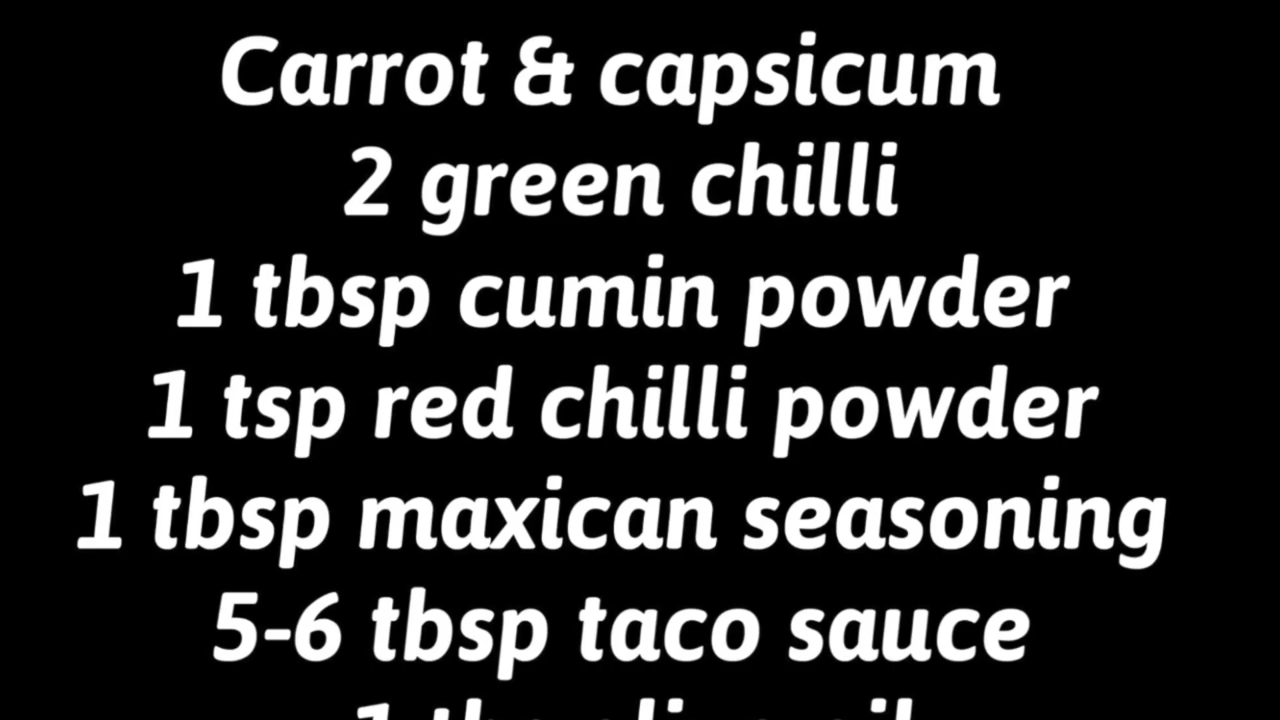 Carrot & capsicum
2 green chilli
1 tbsp cumin powder
1 tsp red chilli powder
1 tbsp maxican seasoning
5-6 tbsp taco sauce